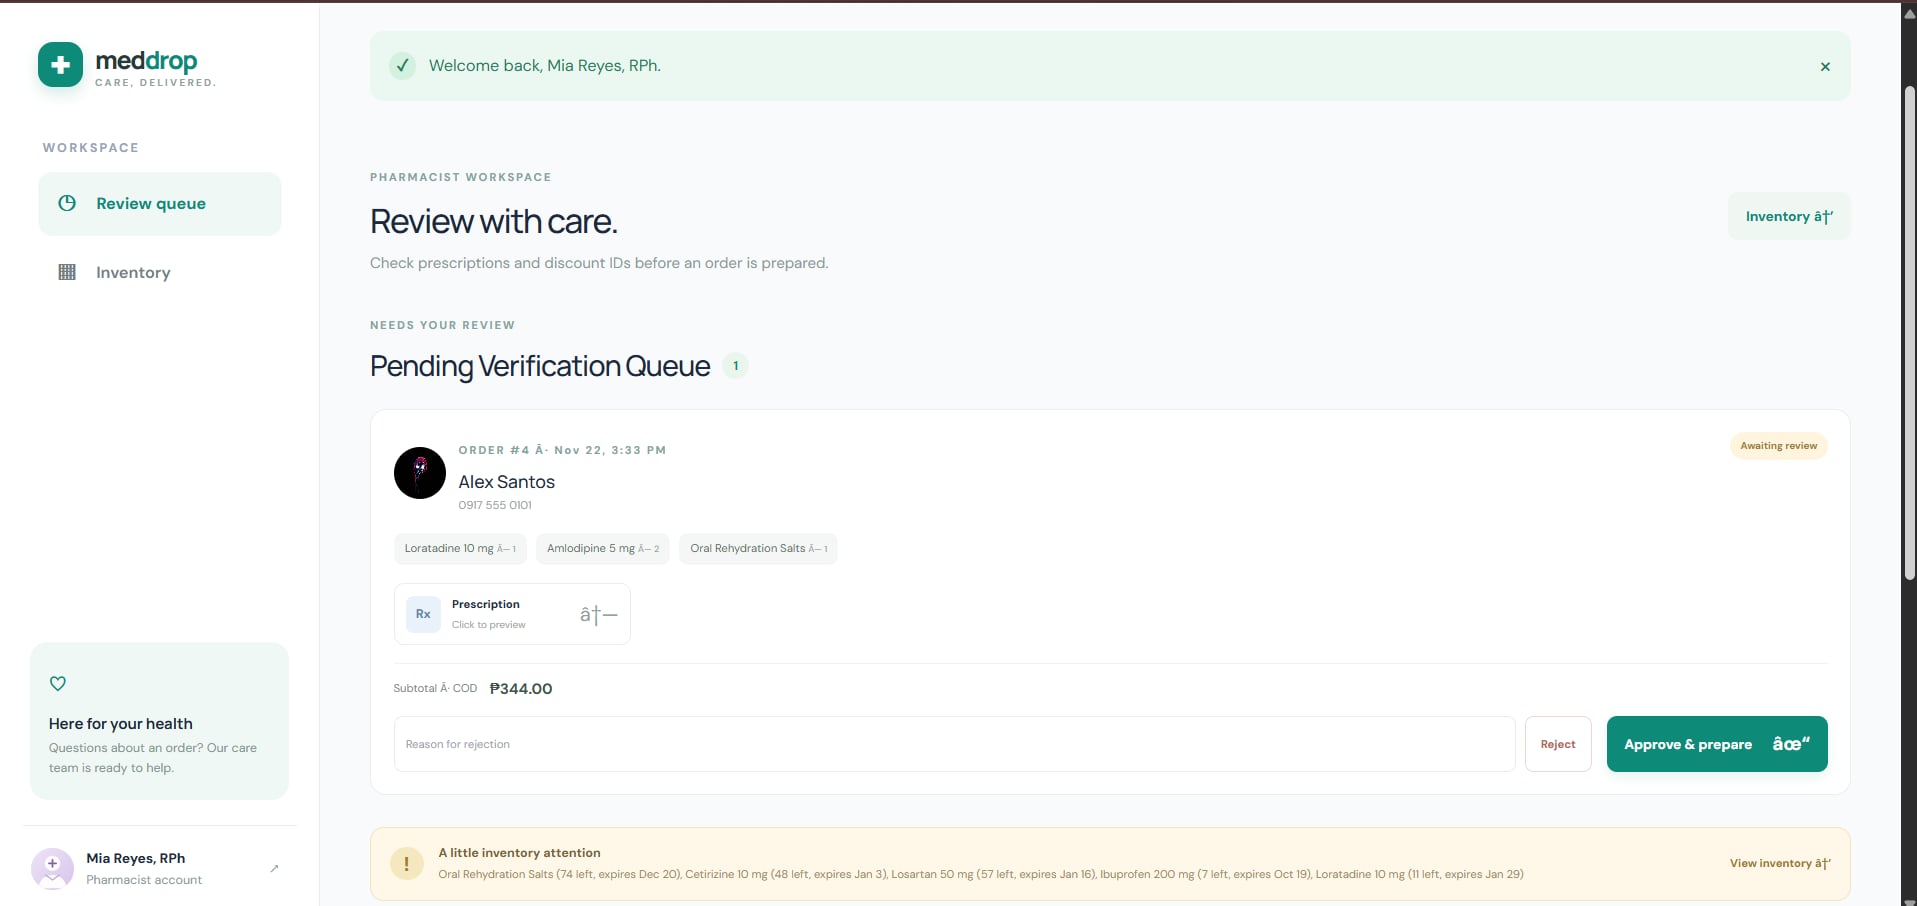 meddrop
CARE, DELIVERED.
WORKSPACE
Review queue
Inventory
Here for your health
Questions about an order? Our care
team is ready to help.
Mia Reyes, RPh
Pharmacist account
Welcome back, Mia Reyes, RPh.
PHARMACIST WORKSPACE
Review with care.
Check prescriptions and discount IDs before an order is prepared.
Inventory â†’
NEEDS YOUR REVIEW
Pending Verification Queue 1
ORDER #4 Â· Nov 22, 3:33 PM
Awaiting review
Alex Santos
0917 555 0101
Loratadine 10 mg Ã— 1
Amlodipine 5 mg Ã— 2
Oral Rehydration Salts Ã— 1
Rx
Prescription
Click to preview
â†—
Subtotal Â· COD ₱344.00
Reason for rejection
Reject
Approve & prepare âœ“
!
A little inventory attention
Oral Rehydration Salts (74 left, expires Dec 20), Cetirizine 10 mg (48 left, expires Jan 3), Losartan 50 mg (57 left, expires Jan 16), Ibuprofen 200 mg (7 left, expires Oct 19), Loratadine 10 mg (11 left, expires Jan 29)
View inventory â†’